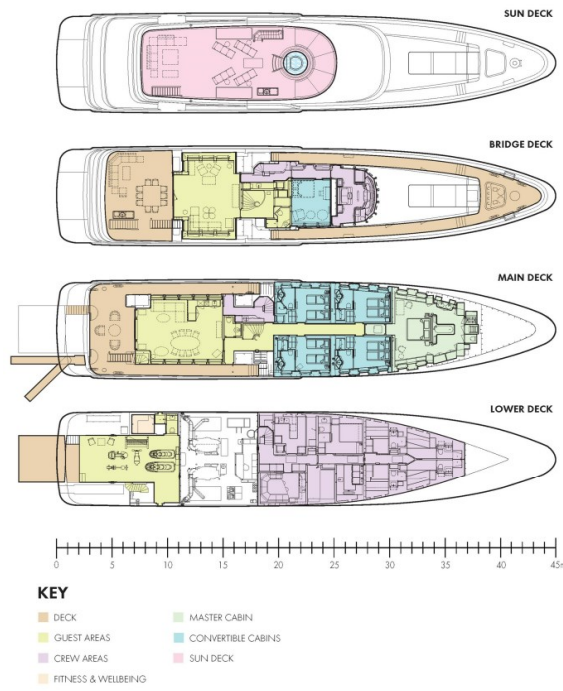 SUN DECK
BRIDGE DECK
MAIN DECK
LOWER DECK
0 5 10 15 20 25 30 35 40 45m
KEY
DECK
GUEST AREAS
CREW AREAS
FITNESS & WELLBEING
MASTER CABIN
CONVERTIBLE CABINS
SUN DECK